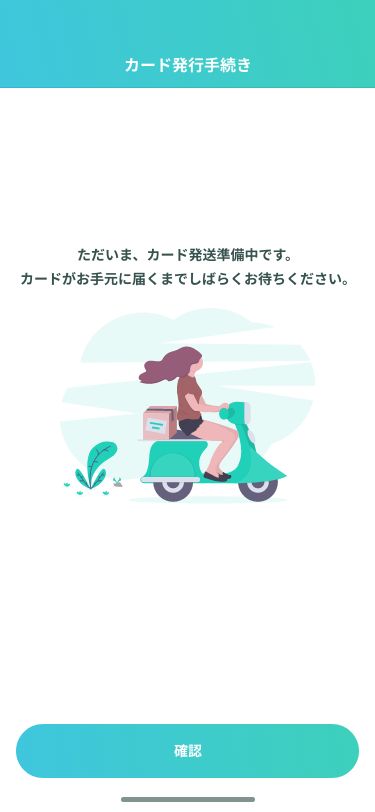 カード発行手続き
ただいま、カード発送準備中です。
カードがお手元に届くまでしばらくお待ちください。
確認